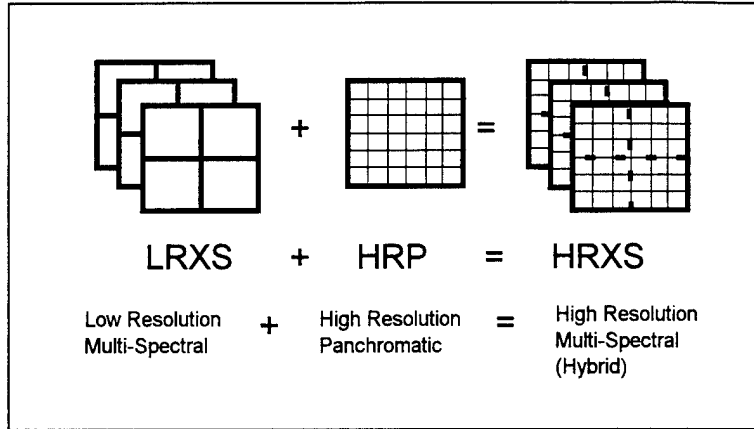 + =
LRXS + HRP = HRXS
Low Resolution + High Resolution = High Resolution
Multi-Spectral Panchromatic Multi-Spectral
(Hybrid)